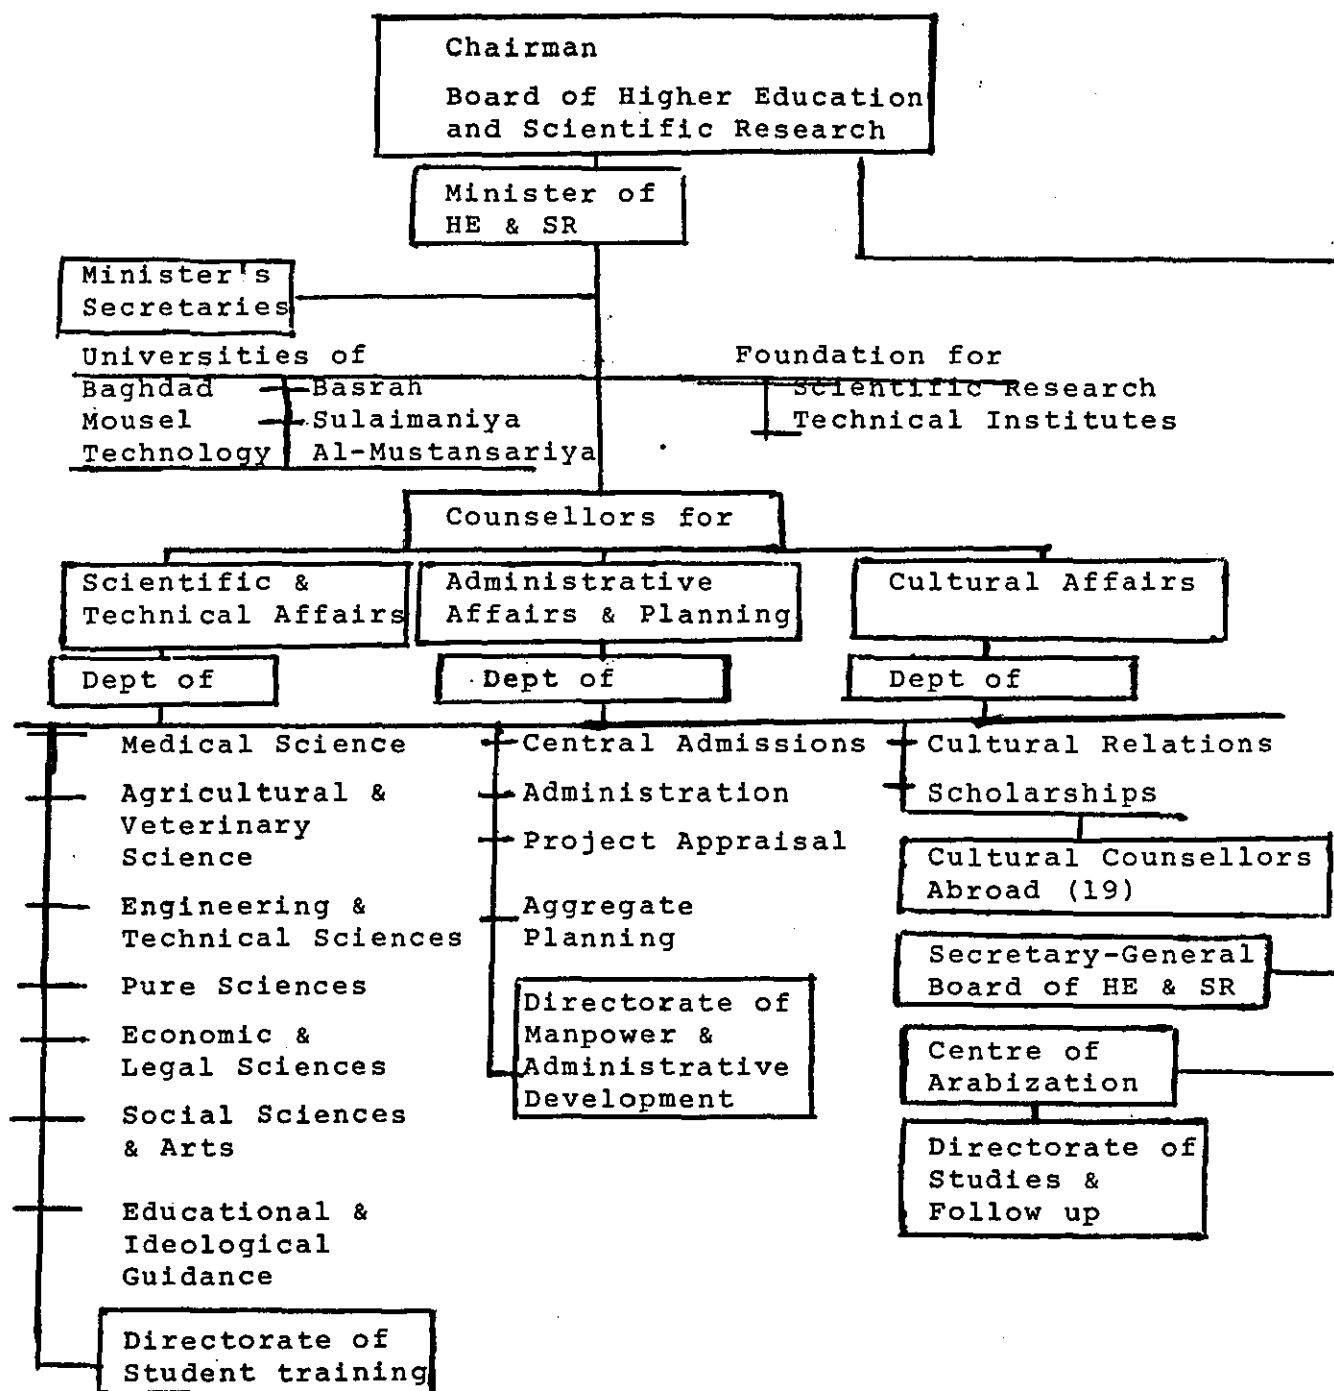 Chairman
Board of Higher Education
and Scientific Research
Minister of
HE & SR
Minister's
Secretaries
Universities of
Baghdad
Mousel
Technology
Basrah
Sulaimaniya
Al-Mustansariya
Foundation for
Scientific Research
Technical Institutes
Counsellors for
Scientific &
Technical Affairs
Administrative
Affairs & Planning
Cultural Affairs
Dept of
Dept of
Dept of
Medical Science
Agricultural &
Veterinary
Science
Engineering &
Technical Sciences
Pure Sciences
Economic &
Legal Sciences
Social Sciences
& Arts
Educational &
Ideological
Guidance
Directorate of
Student training
Central Admissions
Administration
Project Appraisal
Aggregate
Planning
Directorate of
Manpower &
Administrative
Development
Cultural Relations
Scholarships
Cultural Counsellors
Abroad (19)
Secretary-General
Board of HE & SR
Centre of
Arabization
Directorate of
Studies &
Follow up